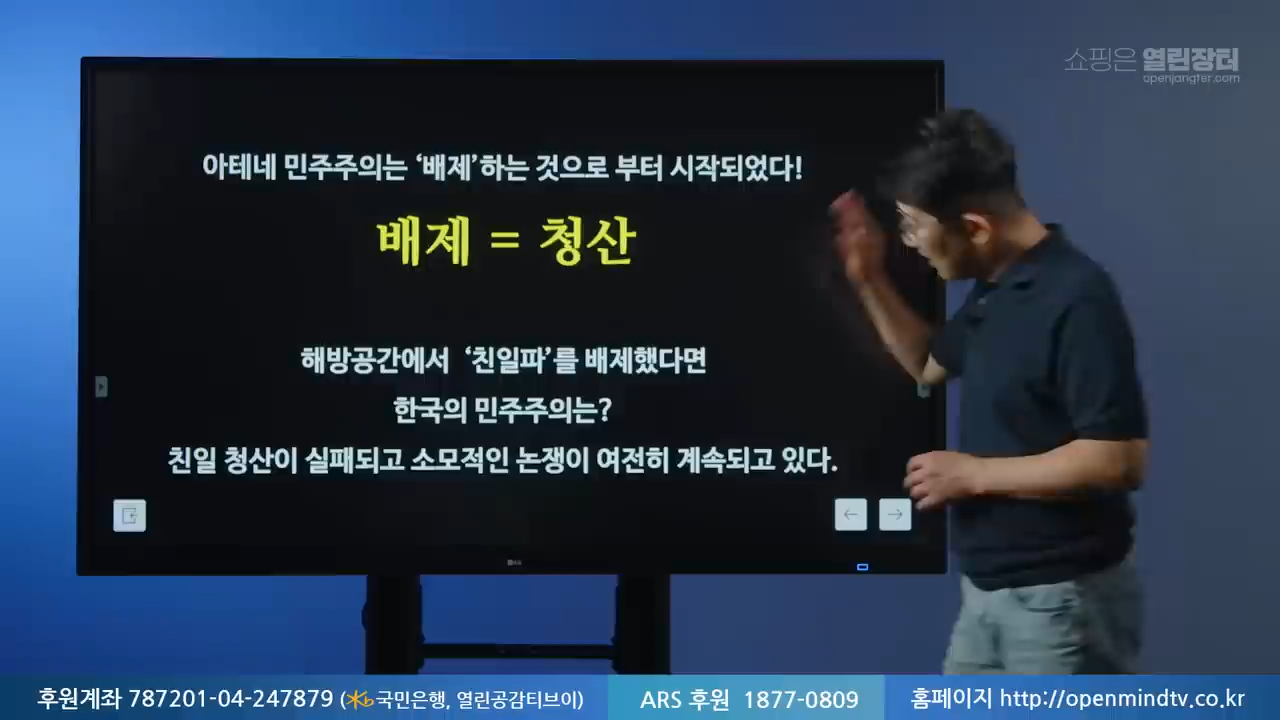 쇼핑은 열린장터
openjangter.com
아테네 민주주의는 ‘배제’하는 것으로 부터 시작되었다!
배제 = 청산
해방공간에서 ‘친일파’를 배제했다면
한국의 민주주의는?
친일 청산이 실패되고 소모적인 논쟁이 여전히 계속되고 있다.
후원계좌 787201-04-247879 (국민은행, 열린공감티브이)
ARS 후원 1877-0809
홈페이지 http://openmindtv.co.kr